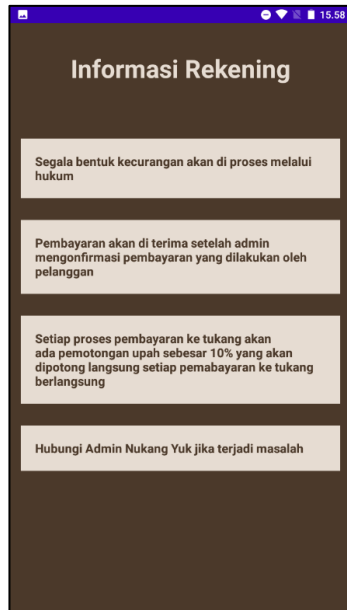 15.58
Informasi Rekening
Segala bentuk kecurangan akan di proses melalui
hukum
Pembayaran akan di terima setelah admin
mengonfirmasi pembayaran yang dilakukan oleh
pelanggan
Setiap proses pembayaran ke tukang akan
ada pemotongan upah sebesar 10% yang akan
dipotong langsung setiap pemabayaran ke tukang
berlangsung
Hubungi Admin Nukang Yuk jika terjadi masalah